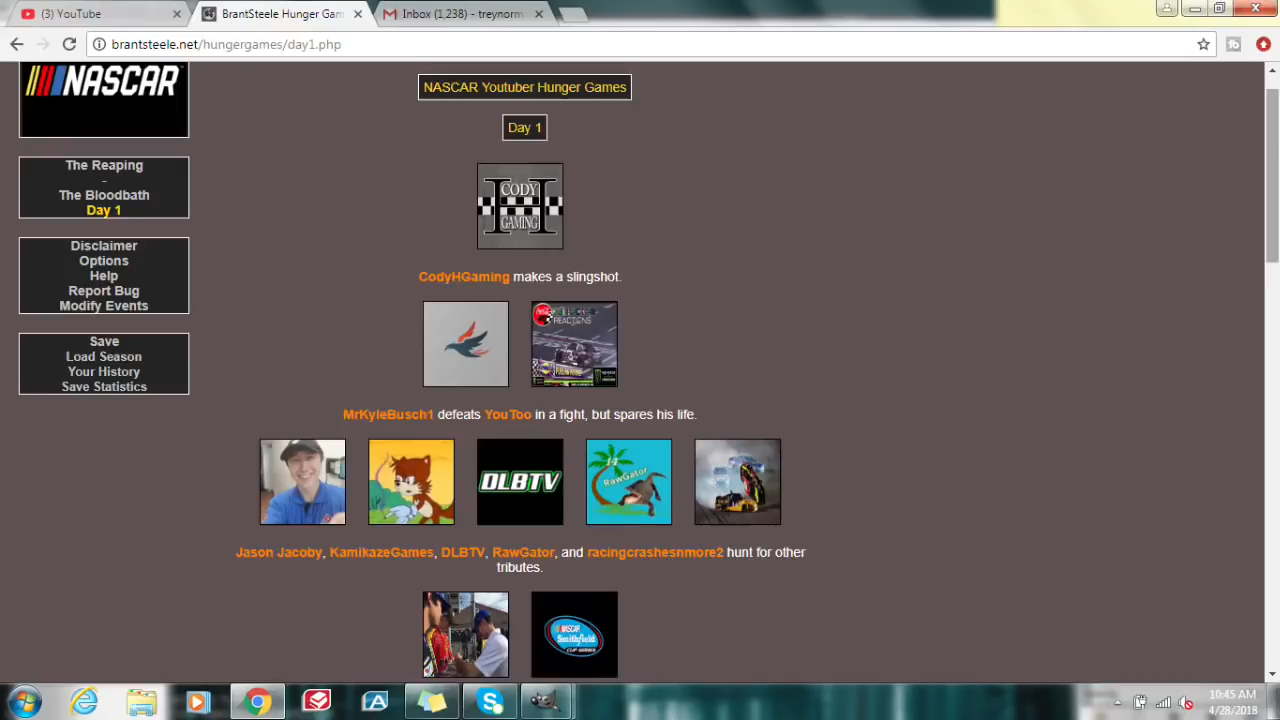 (3) YouTube
BrantSteele Hunger Gam
Inbox (1,238) - treynorm
brantsteele.net/hungergames/day1.php
NASCAR
The Reaping
-
The Bloodbath
Day 1
Disclaimer
Options
Help
Report Bug
Modify Events
Save
Load Season
Your History
Save Statistics
NASCAR Youtuber Hunger Games
Day 1
CODY
H
GAMING
CodyHGaming makes a slingshot.
REACTIONS
MrKyleBusch1 defeats YouToo in a fight, but spares his life.
DLBTV
14
RawGator
Jason Jacoby, KamikazeGames, DLBTV, RawGator, and racingcrashesnmore2 hunt for other
tributes.
NASCAR
Smithfield
CUP SERIES
10:45 AM
4/28/2018